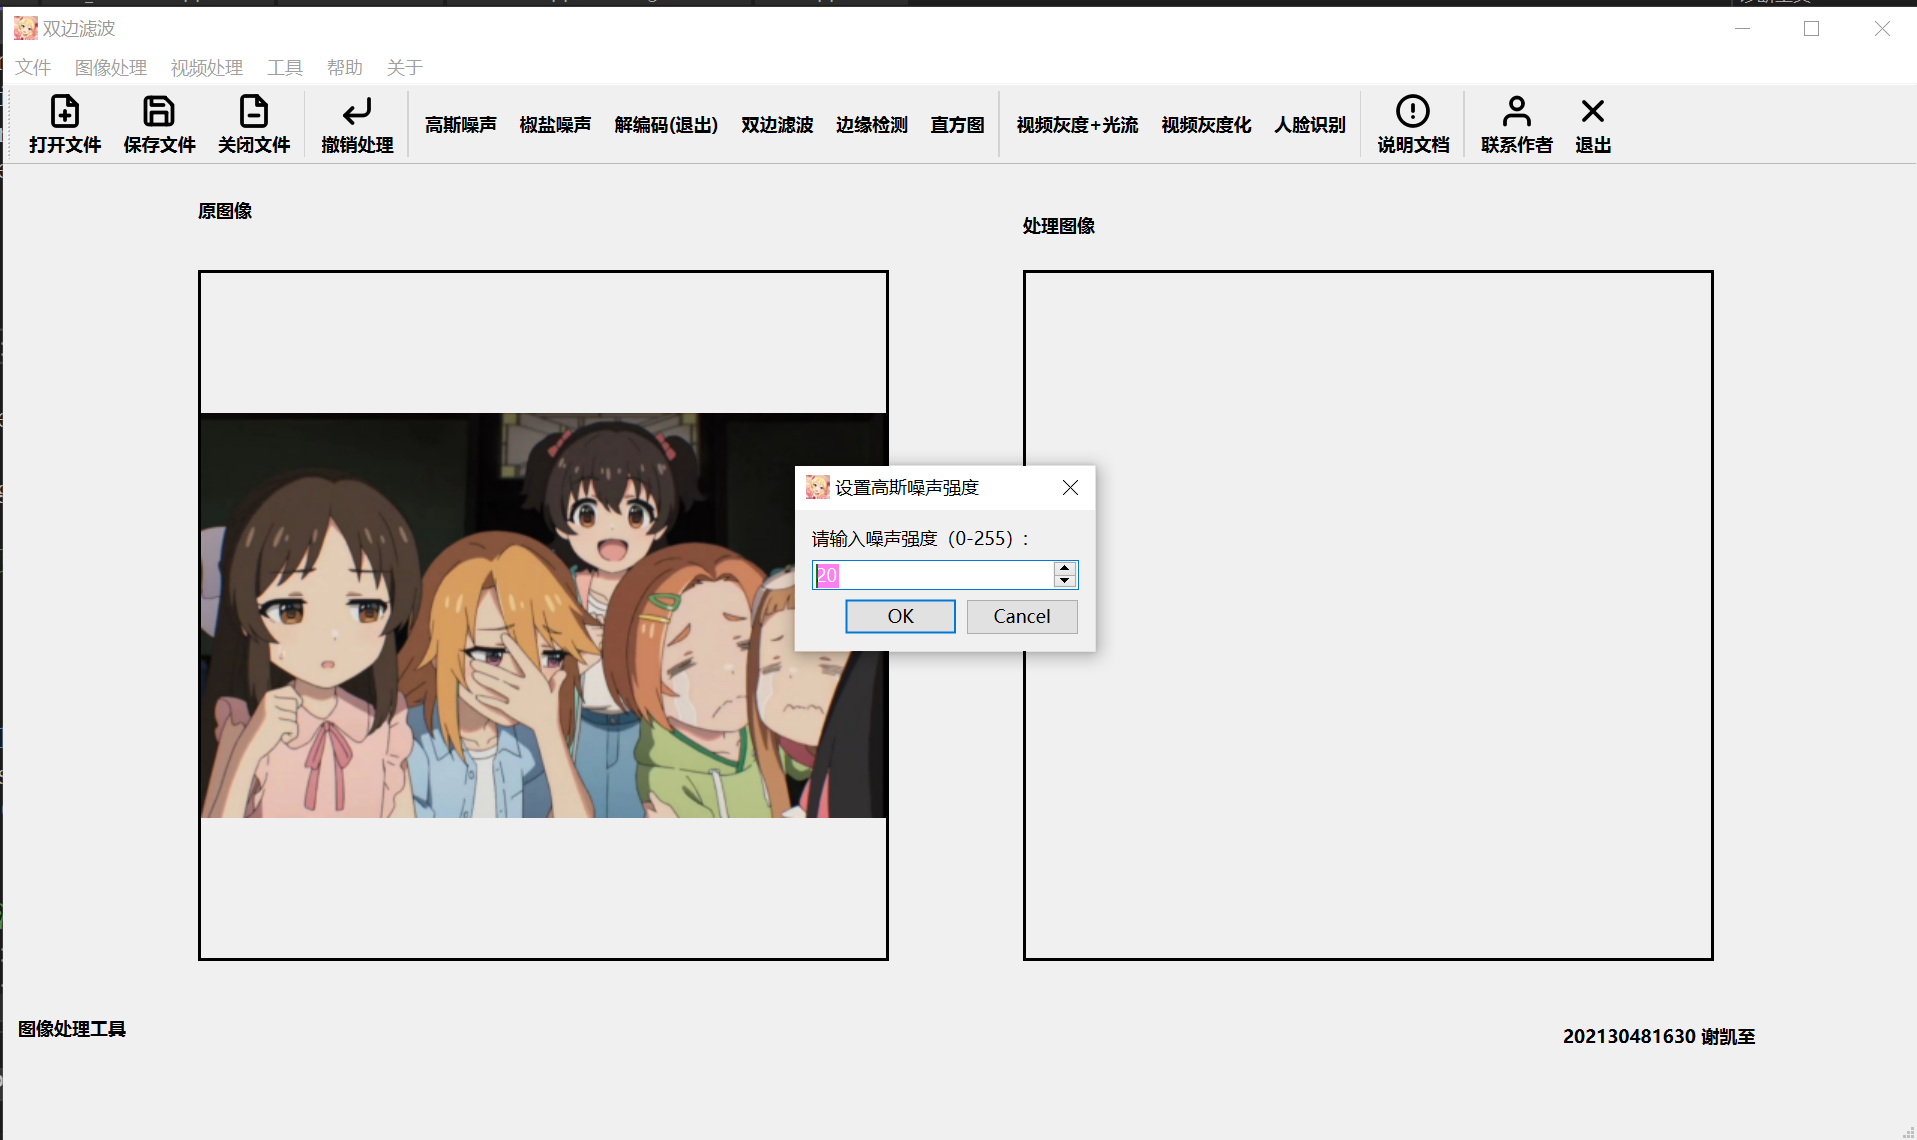 双边滤波
文件 图像处理 视频处理 工具 帮助 关于
打开文件 保存文件 关闭文件 撤销处理 高斯噪声 椒盐噪声 解编码(退出) 双边滤波 边缘检测 直方图 视频灰度+光流 视频灰度化 人脸识别 说明文档 联系作者 退出
原图像
处理图像
设置高斯噪声强度
请输入噪声强度（0-255）:
20
OK Cancel
图像处理工具
202130481630 谢凯至